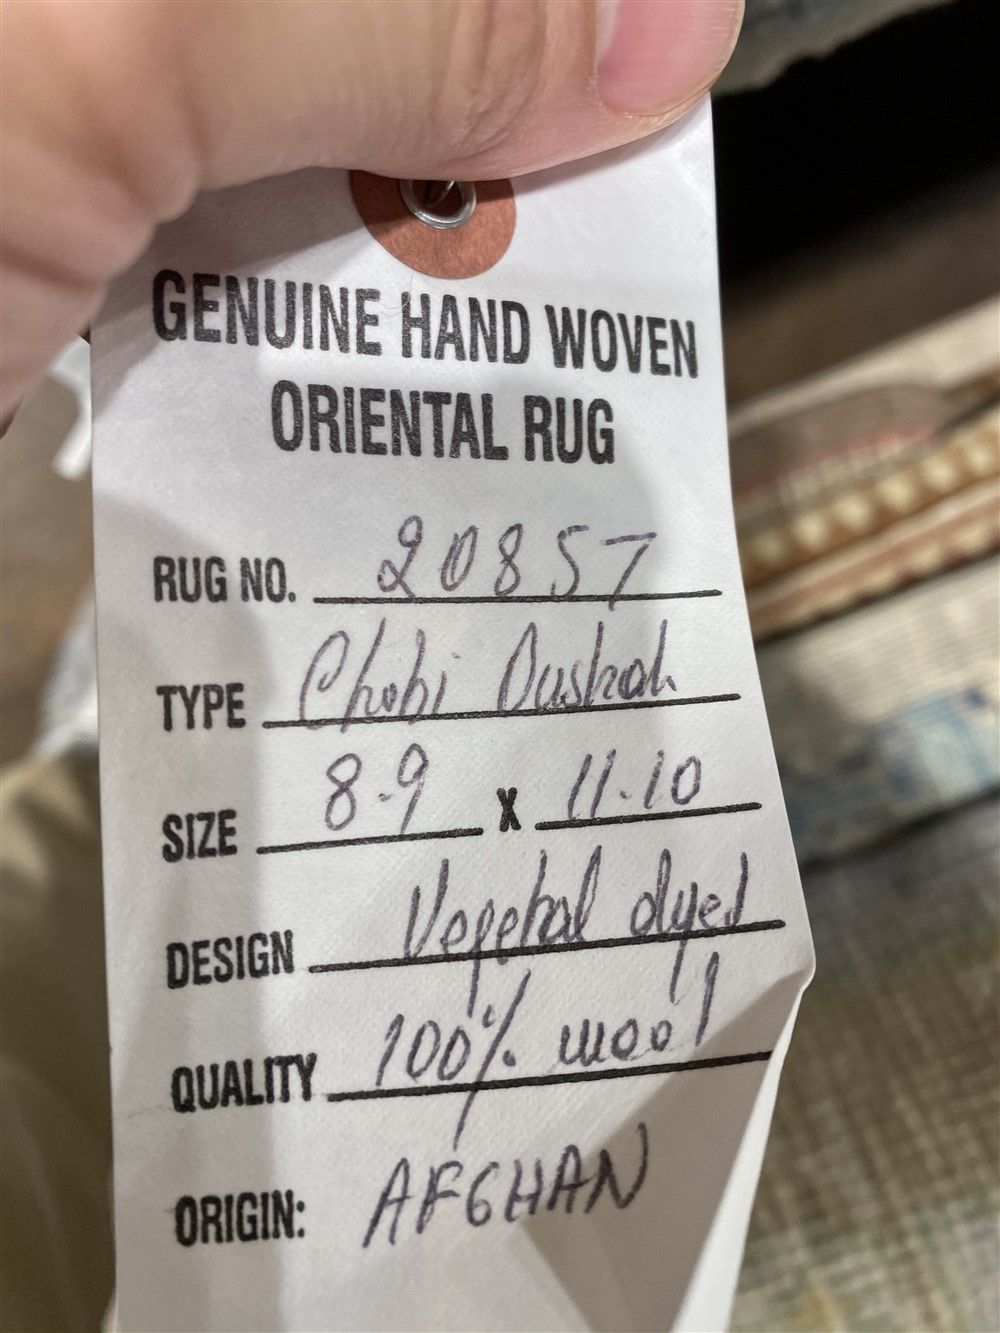 GENUINE HAND WOVEN
ORIENTAL RUG
RUG NO. 20857
TYPE Chobi Oushak
SIZE 8.9 X 11.10
DESIGN Vegetal dyed
QUALITY 100% wool
ORIGIN: AFGHAN